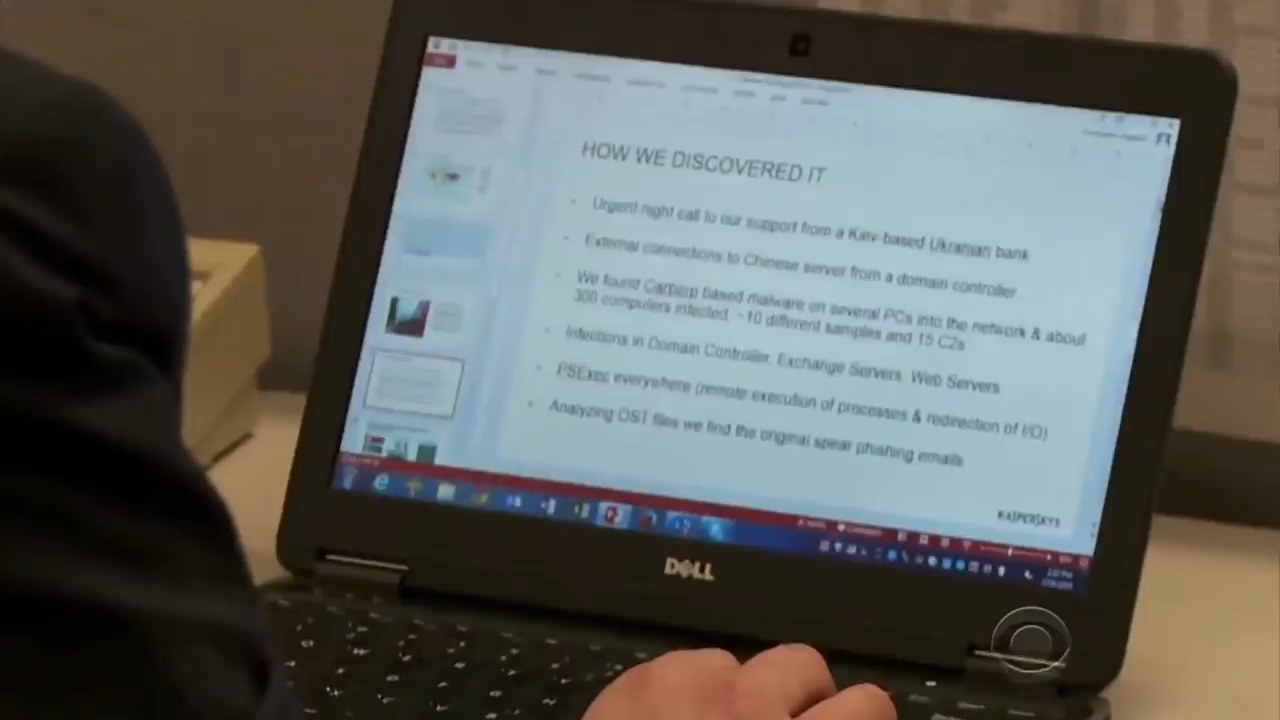 HOW WE DISCOVERED IT
Urgent night call to our support from a Kiev-based Ukranian bank
External connections to Chinese server from a domain controller
We found Carberp based malware on several PCs into the network & about
300 computers infected, ~10 different samples and 15 C2s
Infections in Domain Controller, Exchange Servers, Web Servers
PSExec everywhere (remote execution of processes & redirection of I/O)
Analyzing OST files we find the original spear phishing emails
KASPERSKY
DELL